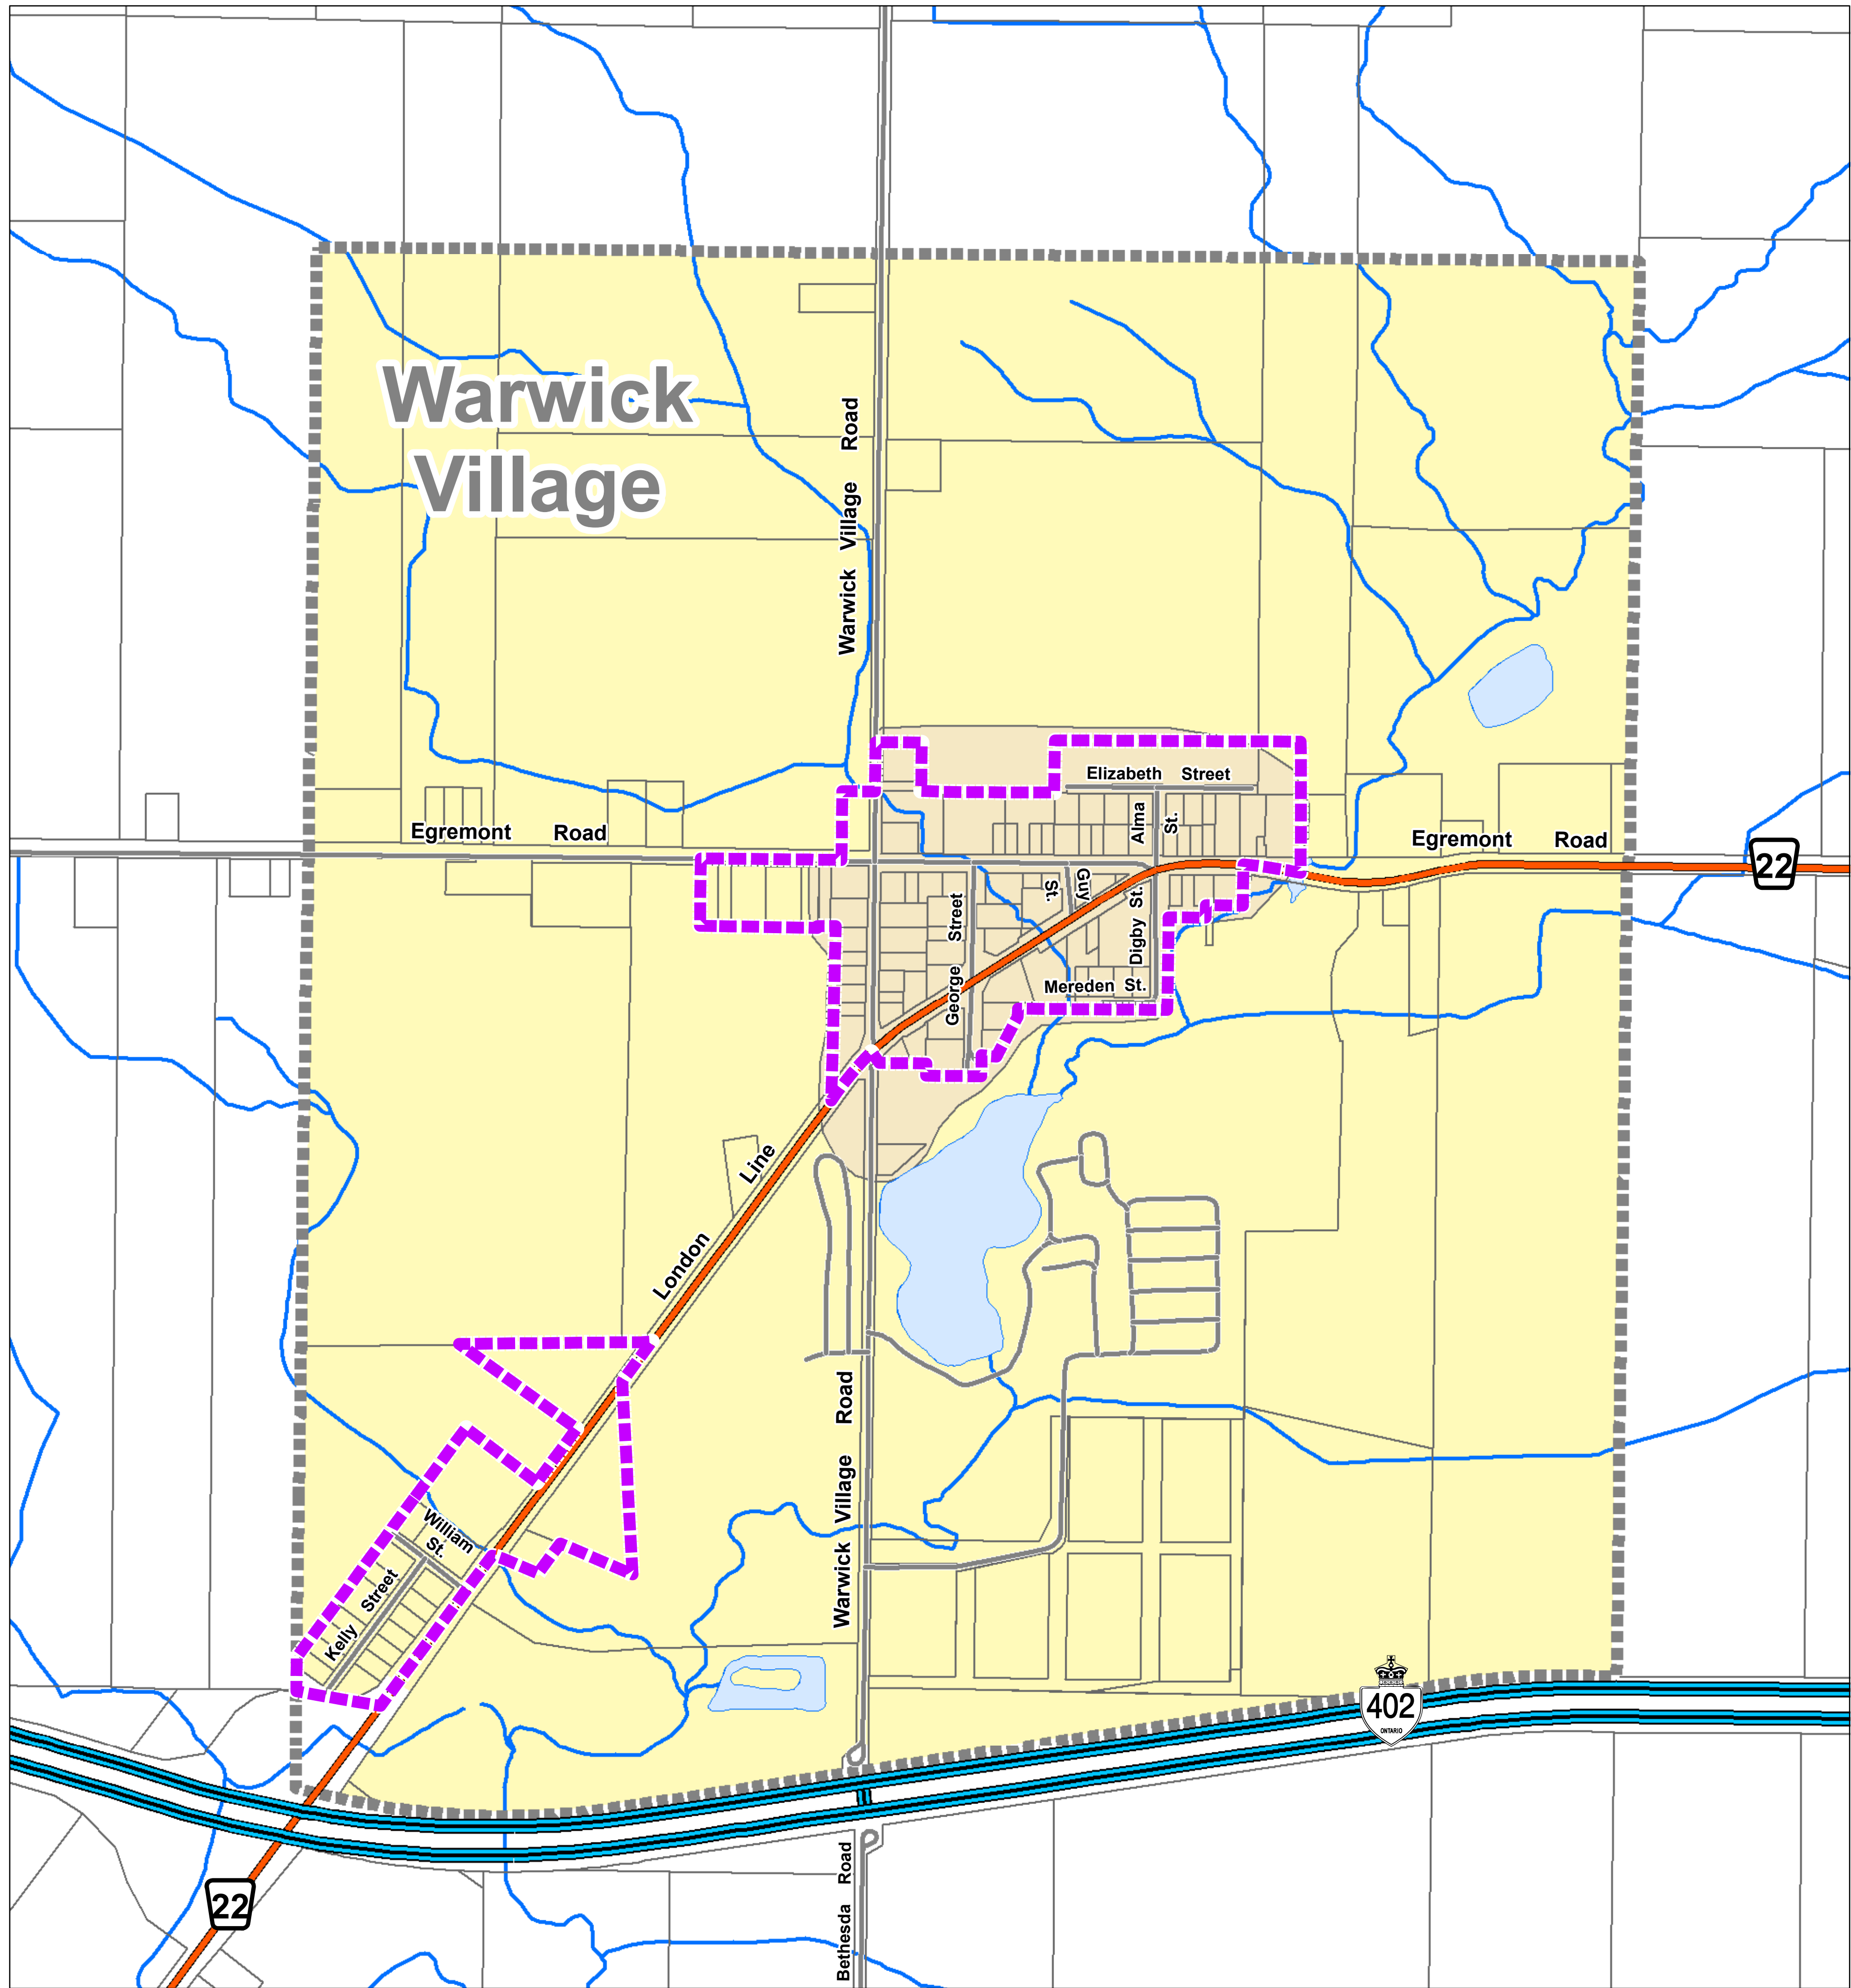 Warwick
Village
Warwick Village Road
Elizabeth Street
Alma St.
Egremont Road
Egremont Road
22
Guy St.
George Street
Digby St.
Mereden St.
London Line
Warwick Village Road
William St.
Kelly Street
402
ONTARIO
22
Bethesda Road